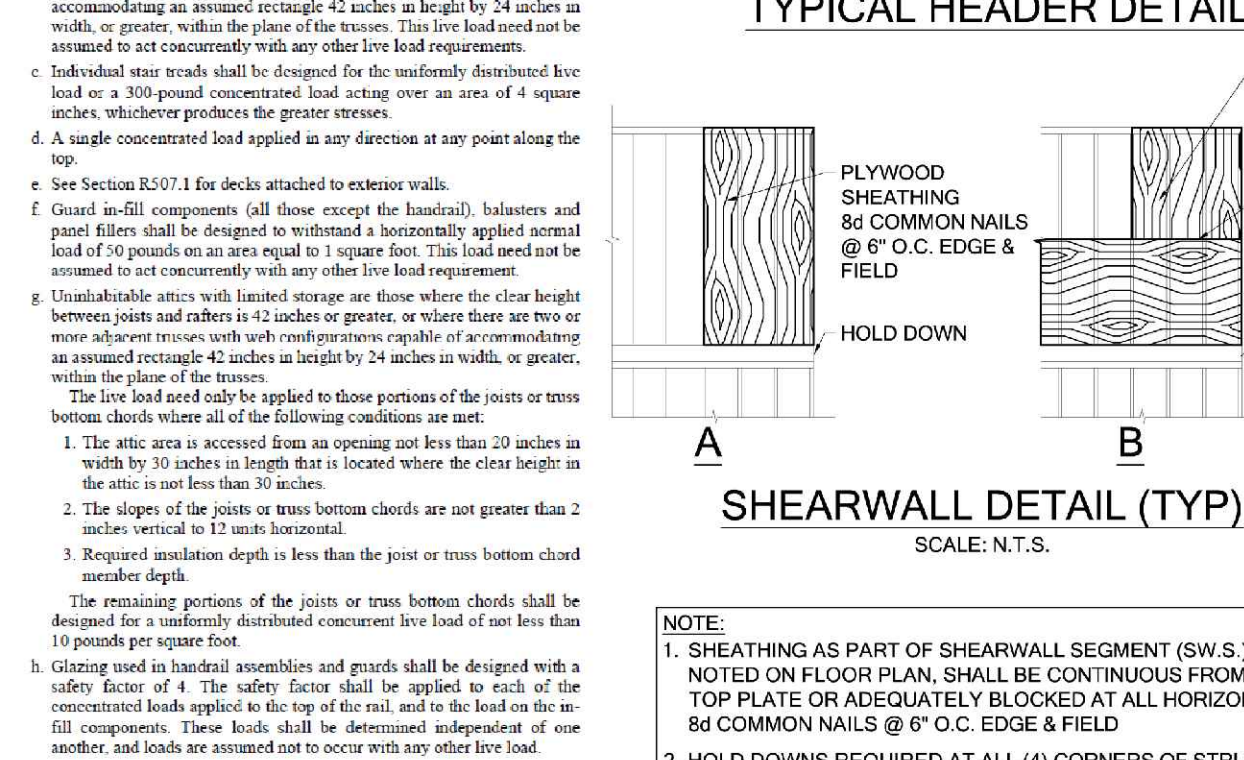 accommodating an assumed rectangle 42 inches in height by 24 inches in
width, or greater, within the plane of the trusses. This live load need not be
assumed to act concurrently with any other live load requirements.
c. Individual stair treads shall be designed for the uniformly distributed live
load or a 300-pound concentrated load acting over an area of 4 square
inches, whichever produces the greater stresses.
d. A single concentrated load applied in any direction at any point along the
top.
e. See Section R507.1 for decks attached to exterior walls.
f. Guard in-fill components (all those except the handrail), balusters and
panel fillers shall be designed to withstand a horizontally applied normal
load of 50 pounds on an area equal to 1 square foot. This load need not be
assumed to act concurrently with any other live load requirement.
g. Uninhabitable attics with limited storage are those where the clear height
between joists and rafters is 42 inches or greater, or where there are two or
more adjacent trusses with web configurations capable of accommodating
an assumed rectangle 42 inches in height by 24 inches in width, or greater,
within the plane of the trusses.
The live load need only be applied to those portions of the joists or truss
bottom chords where all of the following conditions are met:
1. The attic area is accessed from an opening not less than 20 inches in
width by 30 inches in length that is located where the clear height in
the attic is not less than 30 inches.
2. The slopes of the joists or truss bottom chords are not greater than 2
inches vertical to 12 units horizontal.
3. Required insulation depth is less than the joist or truss bottom chord
member depth.
The remaining portions of the joists or truss bottom chords shall be
designed for a uniformly distributed concurrent live load of not less than
10 pounds per square foot.
h. Glazing used in handrail assemblies and guards shall be designed with a
safety factor of 4. The safety factor shall be applied to each of the
concentrated loads applied to the top of the rail, and to the load on the in-
fill components. These loads shall be determined independent of one
another, and loads are assumed not to occur with any other live load.
TYPICAL HEADER DETAIL
PLYWOOD
SHEATHING
8d COMMON NAILS
@ 6" O.C. EDGE &
FIELD
HOLD DOWN
A
B
SHEARWALL DETAIL (TYP)
SCALE: N.T.S.
NOTE:
1. SHEATHING AS PART OF SHEARWALL SEGMENT (SW.S.)
NOTED ON FLOOR PLAN, SHALL BE CONTINUOUS FROM
TOP PLATE OR ADEQUATELY BLOCKED AT ALL HORIZO
8d COMMON NAILS @ 6" O.C. EDGE & FIELD
2. HOLD DOWNS REQUIRED AT ALL (4) CORNERS OF STRU